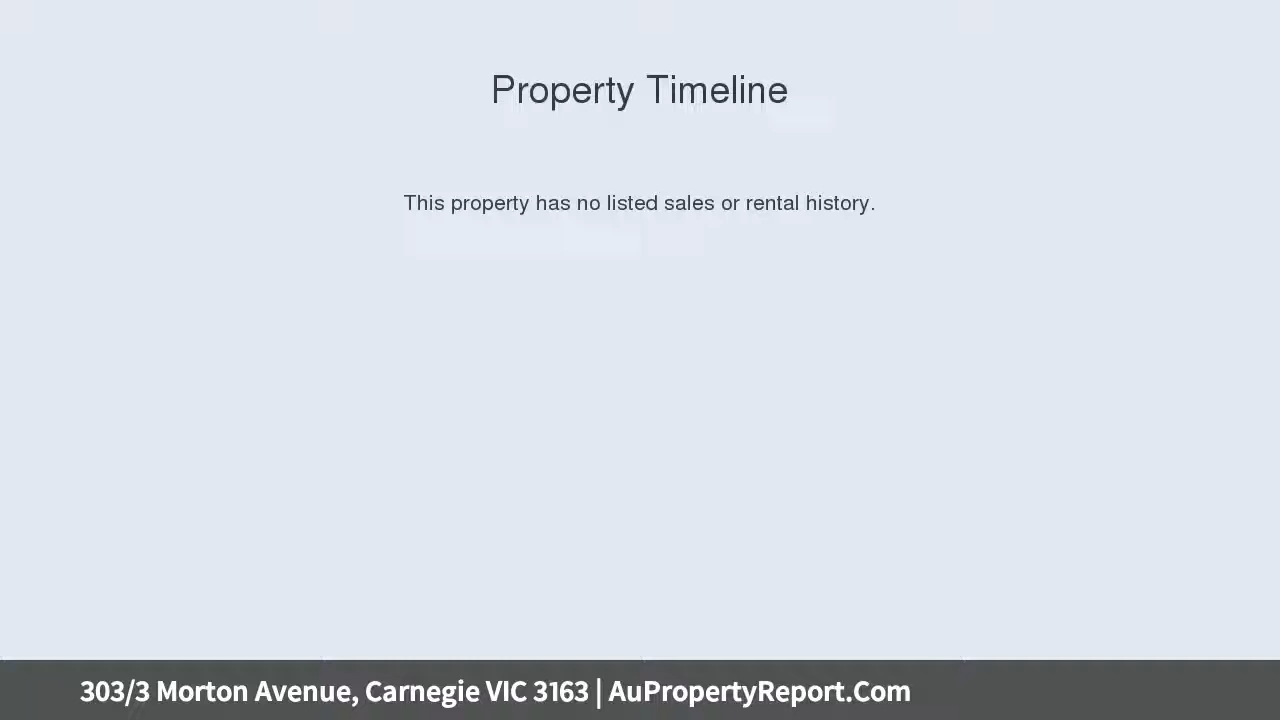 Property Timeline
This property has no listed sales or rental history.
303/3 Morton Avenue, Carnegie VIC 3163 | AuPropertyReport.Com